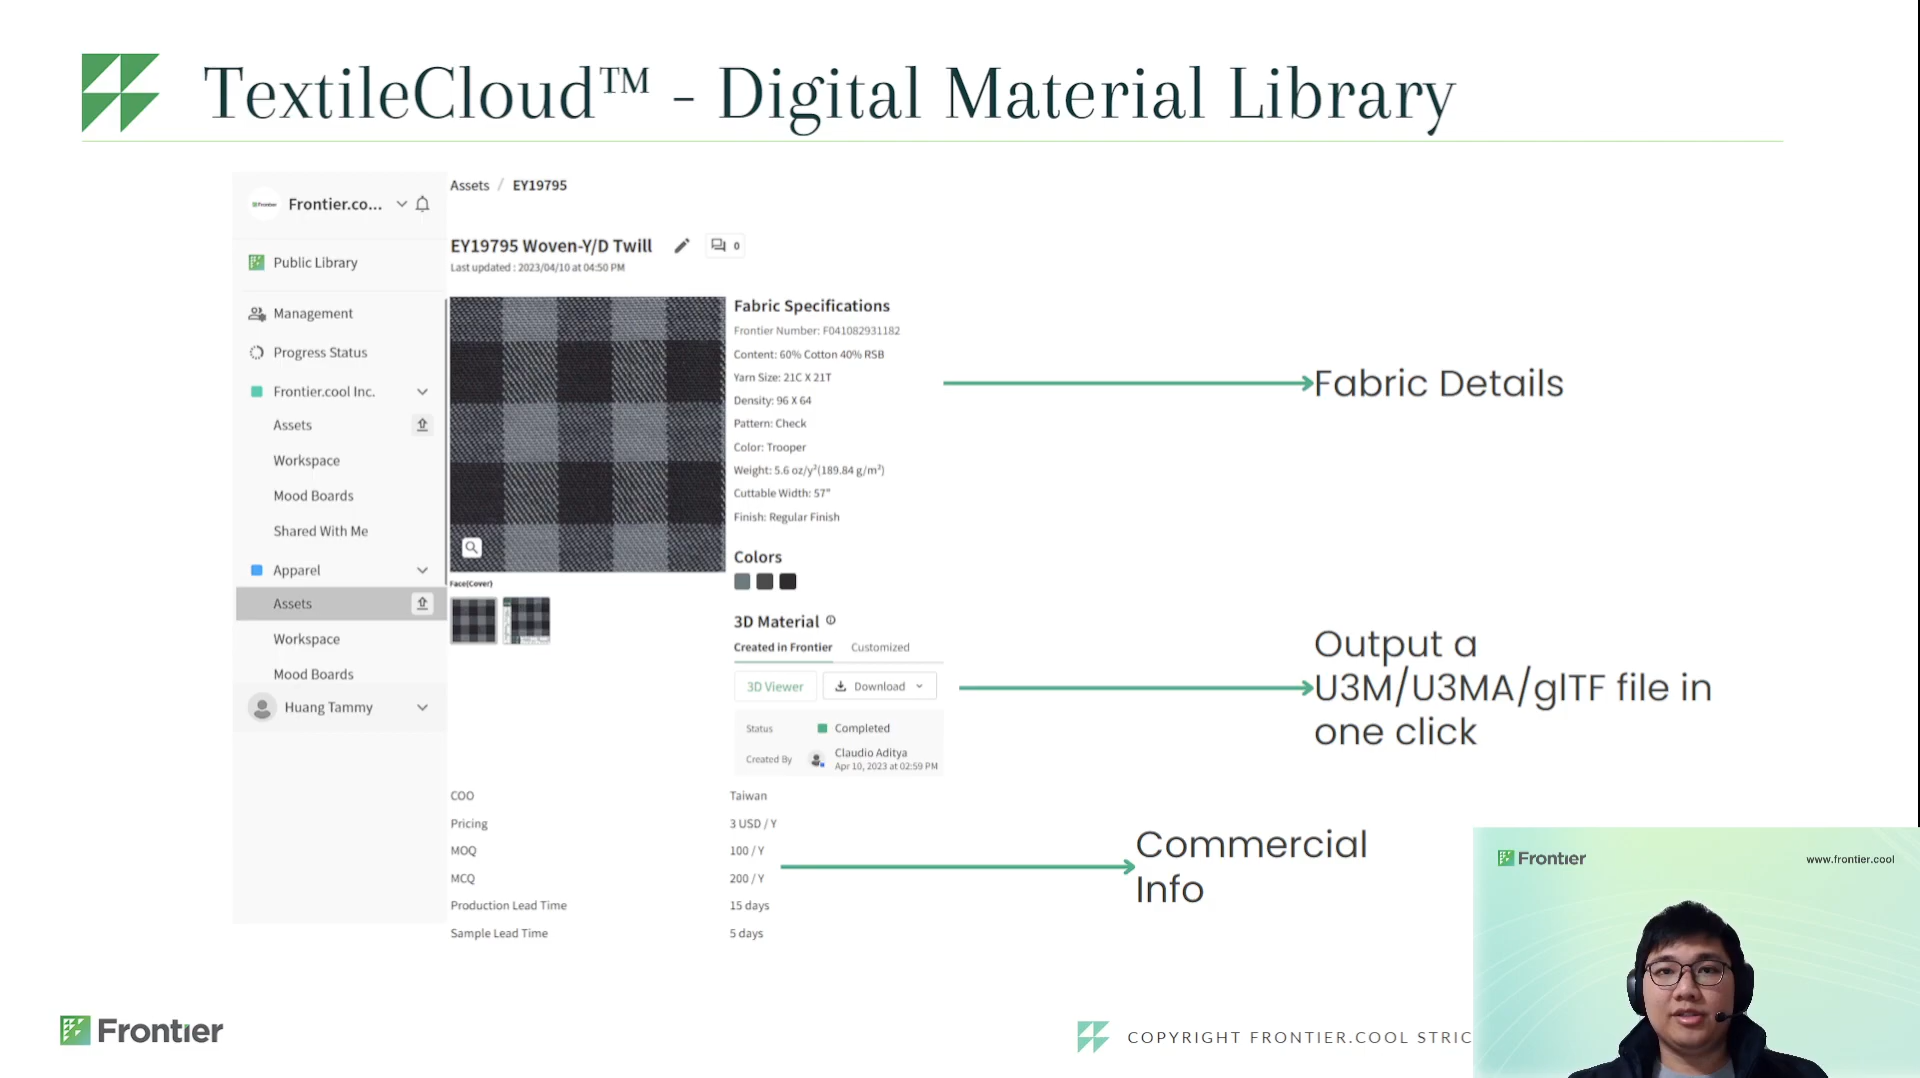 TextileCloud™ - Digital Material Library
Frontier.co...
Public Library
Management
Progress Status
Frontier.cool Inc.
Assets
Workspace
Mood Boards
Shared With Me
Apparel
Assets
Workspace
Mood Boards
Huang Tammy
Assets / EY19795
EY19795 Woven-Y/D Twill
0
Last updated : 2023/04/10 at 04:50 PM
Face(Cover)
Fabric Specifications
Frontier Number: F041082931182
Content: 60% Cotton 40% RSB
Yarn Size: 21C X 21T
Density: 96 X 64
Pattern: Check
Color: Trooper
Weight: 5.6 oz/y²(189.84 g/m²)
Cuttable Width: 57"
Finish: Regular Finish
Colors
3D Material
Created in Frontier Customized
3D Viewer Download
Status Completed
Created By Claudio Aditya
Apr 10, 2023 at 02:59 PM
COO Taiwan
Pricing 3 USD / Y
MOQ 100 / Y
MCQ 200 / Y
Production Lead Time 15 days
Sample Lead Time 5 days
Fabric Details
Output a
U3M/U3MA/glTF file in
one click
Commercial
Info
Frontier www.frontier.cool
Frontier
COPYRIGHT FRONTIER.COOL STRIC